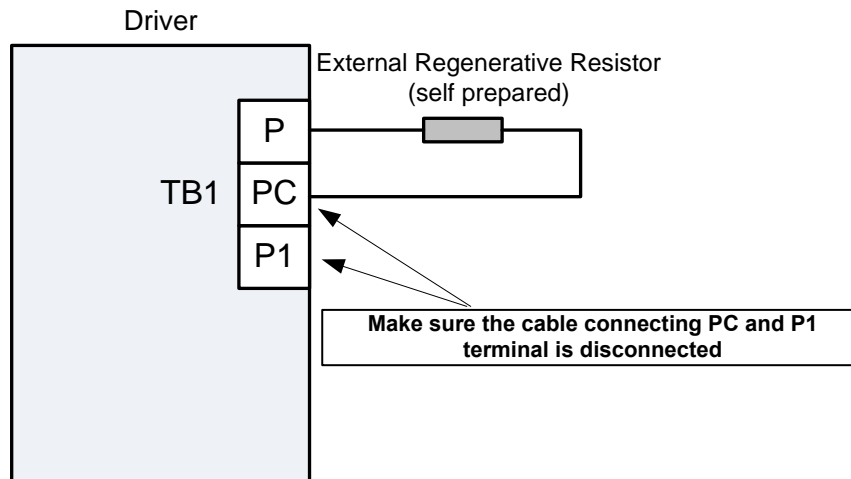 Driver
External Regenerative Resistor
(self prepared)
P
TB1 PC
P1
Make sure the cable connecting PC and P1
terminal is disconnected